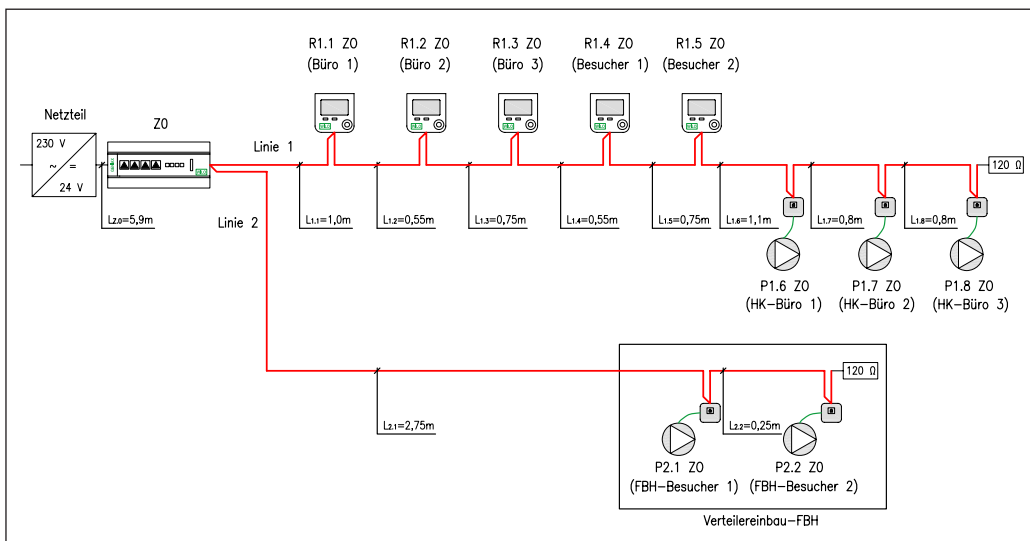 R1.1 Z0
(Büro 1)
R1.2 Z0
(Büro 2)
R1.3 Z0
(Büro 3)
R1.4 Z0
(Besucher 1)
R1.5 Z0
(Besucher 2)
Netzteil
230 V
~ =
24 V
Z0
wilo
Linie 1
120 Ω
L2.0=5,9m
Linie 2
L1.1=1,0m
L1.2=0,55m
L1.3=0,75m
L1.4=0,55m
L1.5=0,75m
L1.6=1,1m
L1.7=0,8m
L1.8=0,8m
P1.6 Z0
(HK-Büro 1)
P1.7 Z0
(HK-Büro 2)
P1.8 Z0
(HK-Büro 3)
120 Ω
L2.1=2,75m
L2.2=0,25m
P2.1 Z0
(FBH-Besucher 1)
P2.2 Z0
(FBH-Besucher 2)
Verteilereinbau-FBH